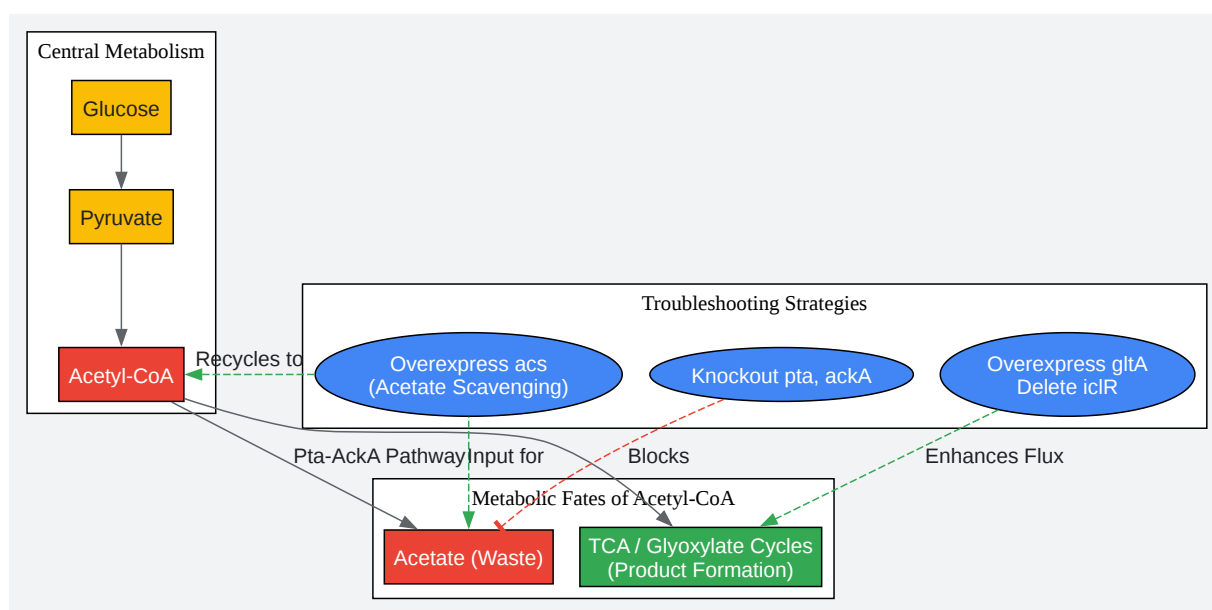 Central Metabolism
Glucose
Pyruvate
Acetyl-CoA
Recycles to
Troubleshooting Strategies
Overexpress acs
(Acetate Scavenging)
Knockout pta, ackA
Overexpress gltA
Delete iclR
Pta-AckA Pathway
Input for
Blocks
Enhances Flux
Metabolic Fates of Acetyl-CoA
Acetate (Waste)
TCA / Glyoxylate Cycles
(Product Formation)